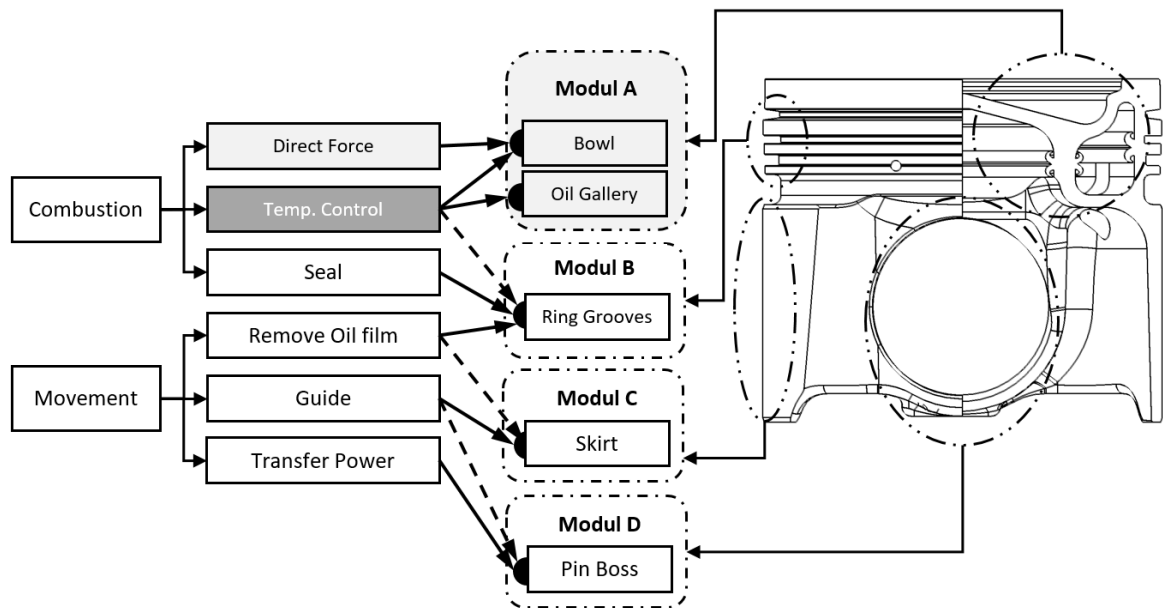 Combustion
Movement
Direct Force
Temp. Control
Seal
Remove Oil film
Guide
Transfer Power
Modul A
Bowl
Oil Gallery
Modul B
Ring Grooves
Modul C
Skirt
Modul D
Pin Boss